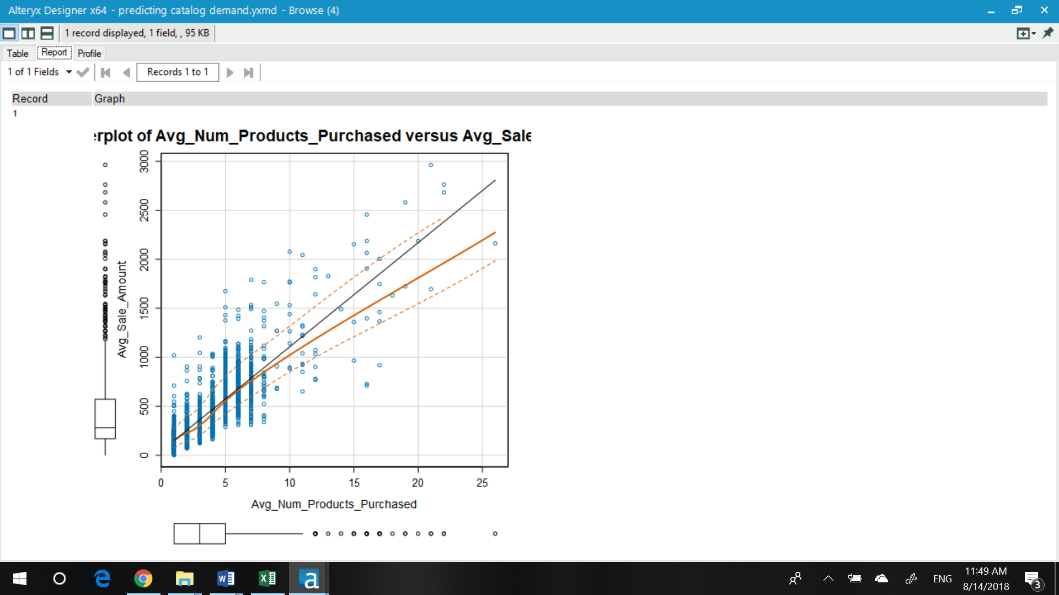 Alteryx Designer x64 - predicting catalog demand.yxmd - Browse (4)
1 record displayed, 1 field, , 95 KB
Table Report Profile
1 of 1 Fields Records 1 to 1
Record Graph
1
erplot of Avg_Num_Products_Purchased versus Avg_Sale
3000
2500
2000
1500
1000
500
0
Avg_Sale_Amount
0 5 10 15 20 25
Avg_Num_Products_Purchased
ENG
11:49 AM
8/14/2018
3